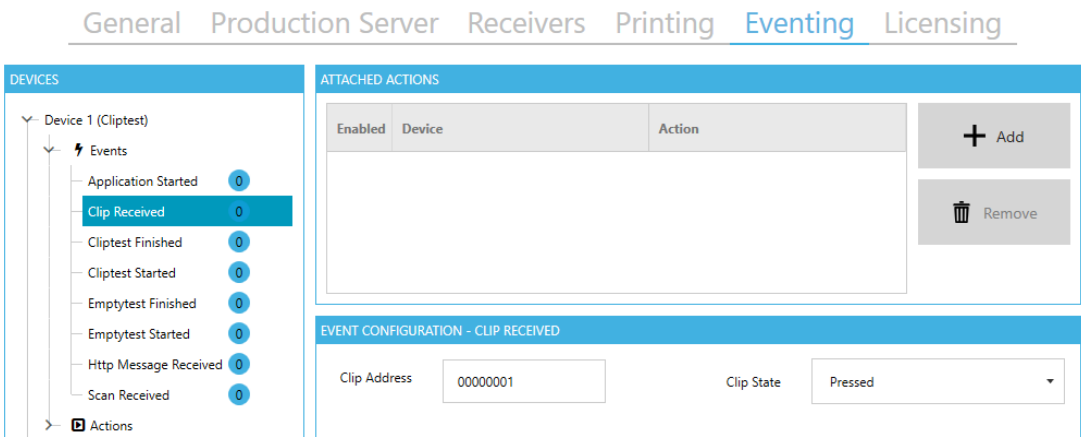 General Production Server Receivers Printing Eventing Licensing
DEVICES
Device 1 (Cliptest)
Events
Application Started 0
Clip Received 0
Cliptest Finished 0
Cliptest Started 0
Emptytest Finished 0
Emptytest Started 0
Http Message Received 0
Scan Received 0
Actions
ATTACHED ACTIONS
Enabled Device Action
Add
Remove
EVENT CONFIGURATION - CLIP RECEIVED
Clip Address 00000001 Clip State Pressed